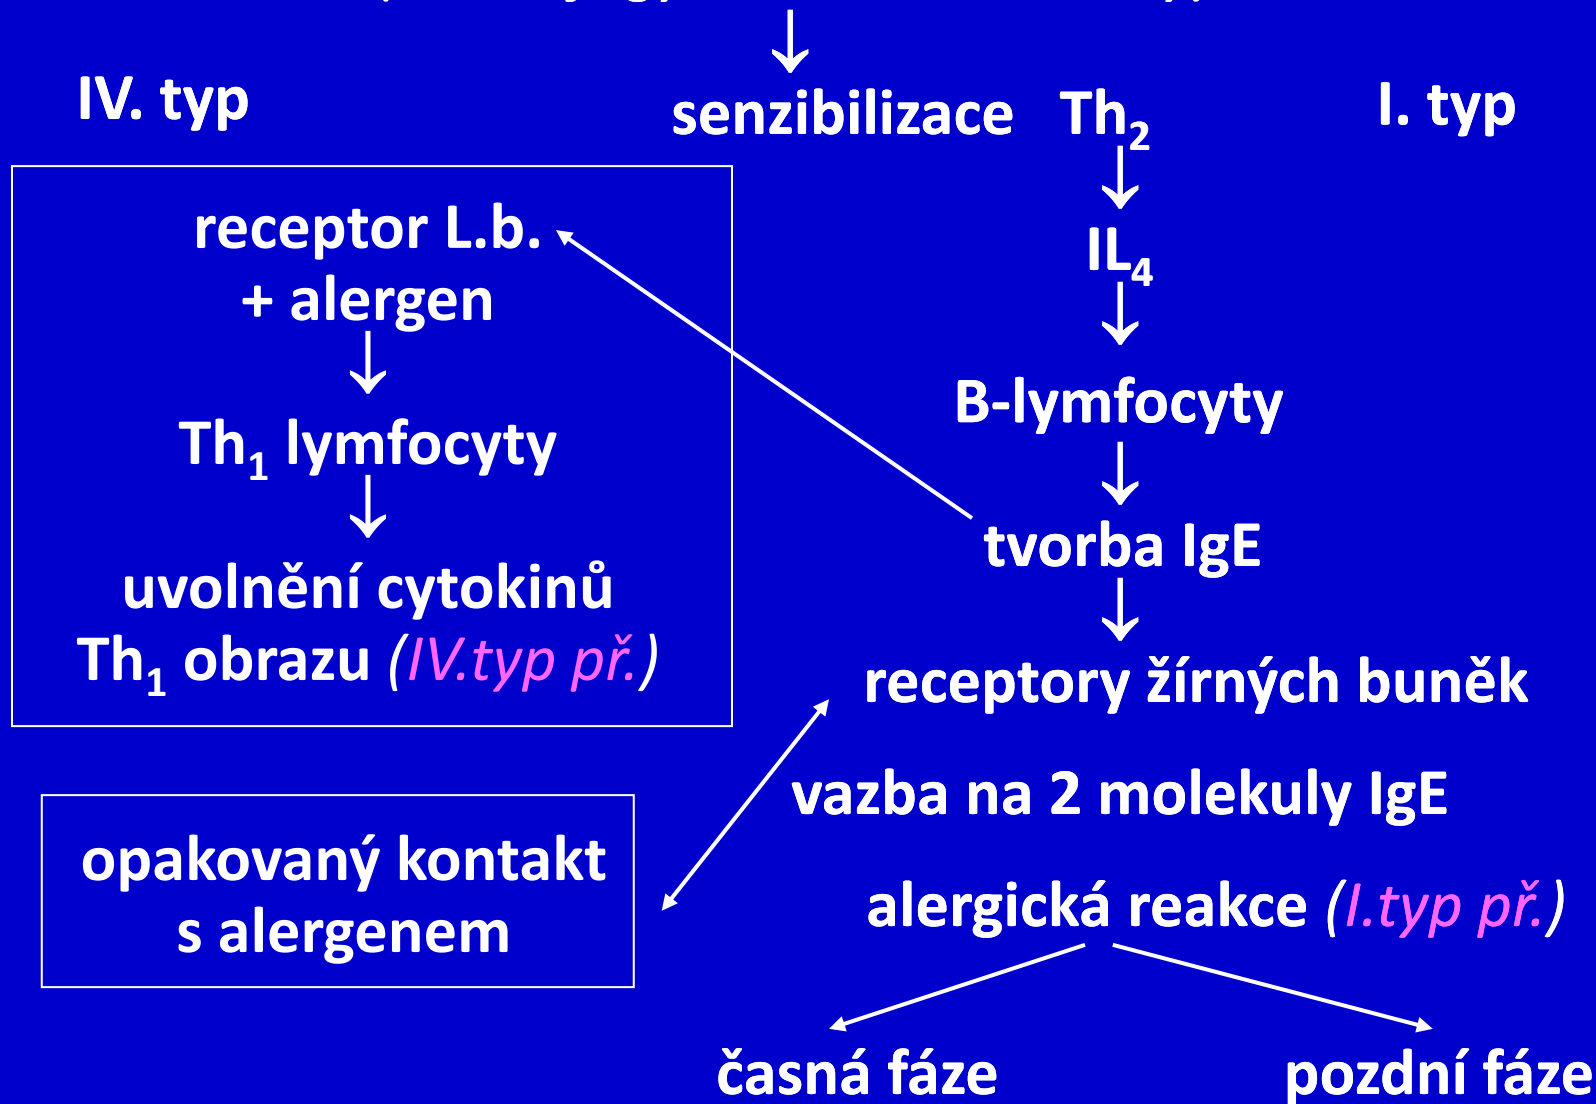 IV. typ
senzibilizace Th₂
I. typ
receptor L.b.
+ alergen
Th₁ lymfocyty
uvolnění cytokinů
Th₁ obrazu (IV.typ př.)
IL₄
B-lymfocyty
tvorba IgE
receptory žírných buněk
vazba na 2 molekuly IgE
opakovaný kontakt
s alergenem
alergická reakce (I.typ př.)
časná fáze
pozdní fáze